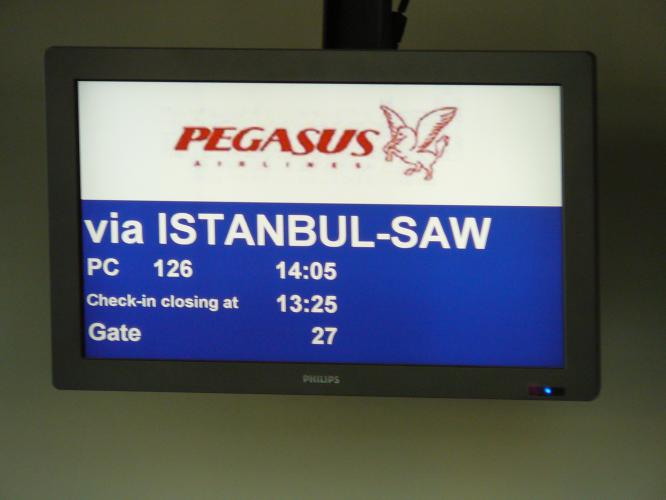 PEGASUS
AIRLINES
via ISTANBUL-SAW
PC 126 14:05
Check-in closing at 13:25
Gate 27
PHILIPS